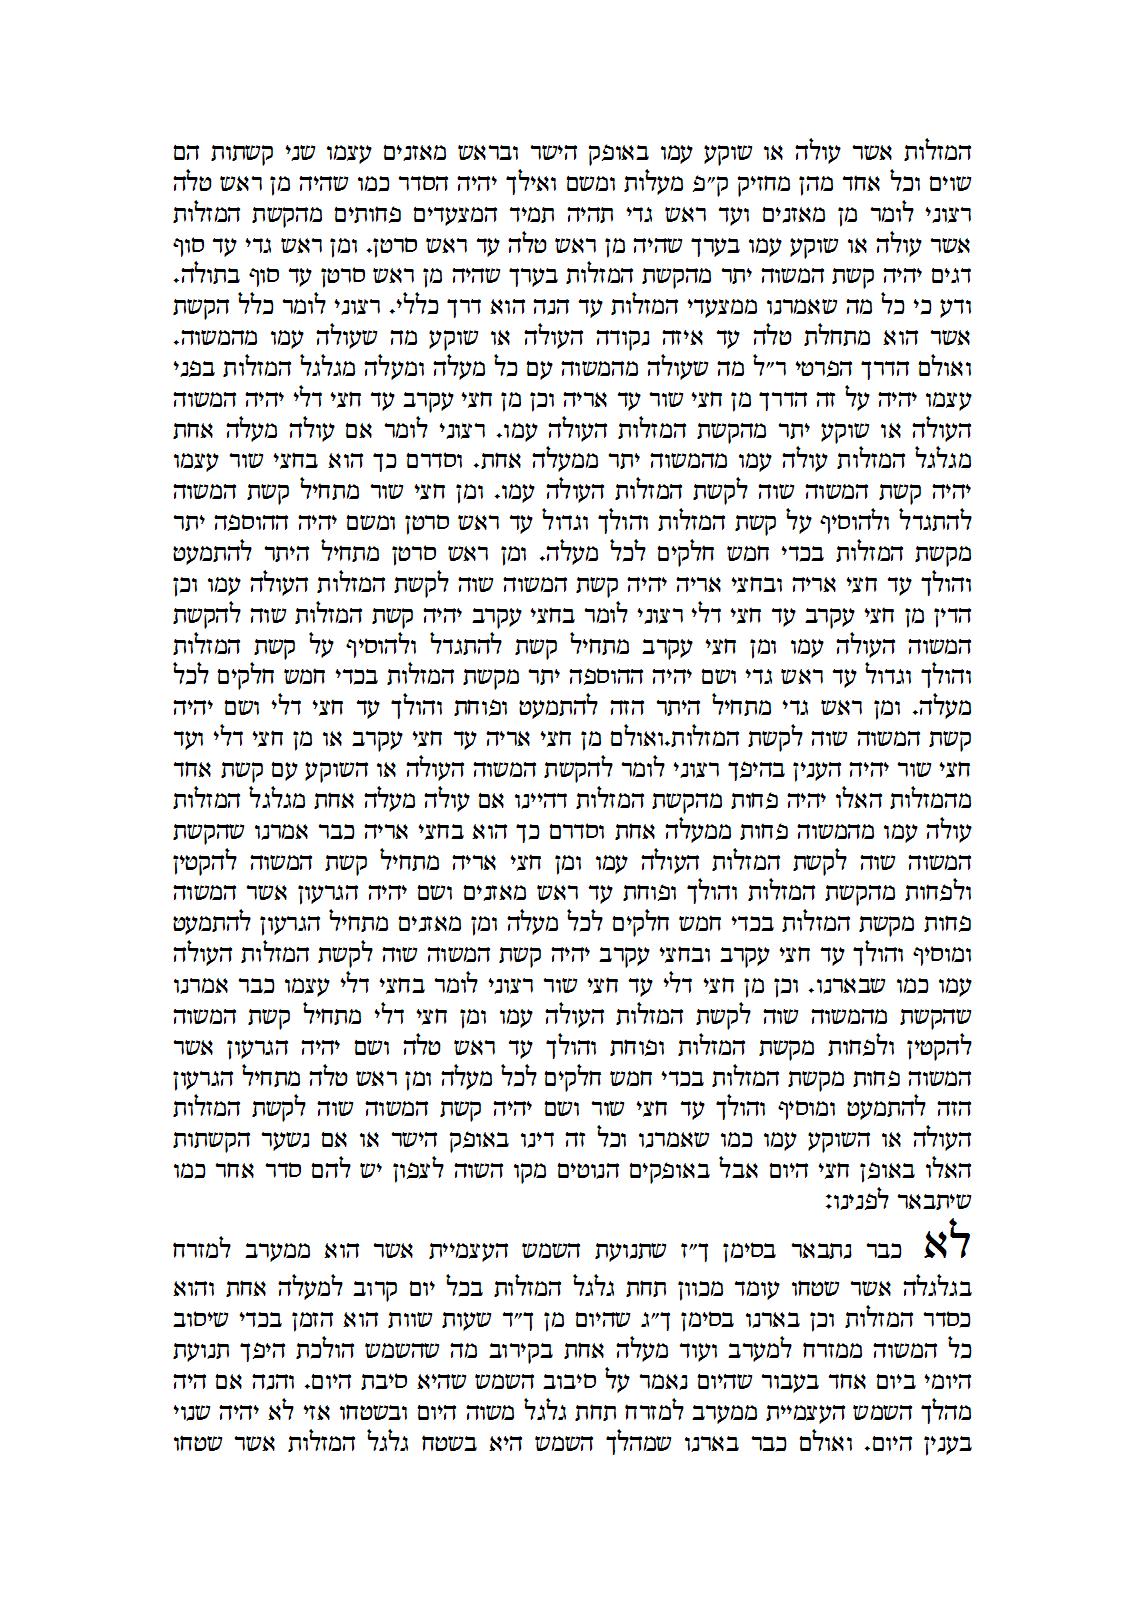 המזלות אשר עולה או שוקע עמו באופק הישר ובראש מאזנים עצמו שני קשתות הם
שוים וכל אחד מהן מחזיק ק״פ מעלות ומשם ואילך יהיה הסדר כמו שהיה מן ראש טלה
רצוני לומר מן מאזנים ועד ראש גדי תהיה תמיד המצעדים פחותים מהקשת המזלות
אשר עולה או שוקע עמו בערך שהיה מן ראש טלה עד ראש סרטן. ומן ראש גדי עד סוף
דגים יהיה קשת המשוה יתר מהקשת המזלות בערך שהיה מן ראש סרטן עד סוף בתולה.
ודע כי כל מה שאמרנו ממצעדי המזלות עד הנה הוא דרך כללי. רצוני לומר כלל הקשת
אשר הוא מתחלת טלה עד איזה נקודה העולה או שוקע מה שעולה עמו מהמשוה.
ואולם הדרך הפרטי ר״ל מה שעולה מהמשוה עם כל מעלה ומעלה מגלגל המזלות בפני
עצמו יהיה על זה הדרך מן חצי שור עד אריה וכן מן חצי עקרב עד חצי דלי יהיה המשוה
העולה או שוקע יתר מהקשת המזלות העולה עמו. רצוני לומר אם עולה מעלה אחת
מגלגל המזלות עולה עמו מהמשוה יתר ממעלה אחת. וסדרם כך הוא בחצי שור עצמו
יהיה קשת המשוה שוה לקשת המזלות העולה עמו. ומן חצי שור מתחיל קשת המשוה
להתגדל ולהוסיף על קשת המזלות והולך וגדול עד ראש סרטן ומשם יהיה ההוספה יתר
מקשת המזלות בכדי חמש חלקים לכל מעלה. ומן ראש סרטן מתחיל היתר להתמעט
והולך עד חצי אריה ובחצי אריה יהיה קשת המשוה שוה לקשת המזלות העולה עמו וכן
הדין מן חצי עקרב עד חצי דלי רצוני לומר בחצי עקרב יהיה קשת המזלות שוה להקשת
המשוה העולה עמו ומן חצי עקרב מתחיל קשת להתגדל ולהוסיף על קשת המזלות
והולך וגדול עד ראש גדי ושם יהיה ההוספה יתר מקשת המזלות בכדי חמש חלקים לכל
מעלה. ומן ראש גדי מתחיל היתר הזה להתמעט ופוחת והולך עד חצי דלי ושם יהיה
קשת המשוה שוה לקשת המזלות.ואולם מן חצי אריה עד חצי עקרב או מן חצי דלי ועד
חצי שור יהיה הענין בהיפך רצוני לומר להקשת המשוה העולה או השוקע עם קשת אחד
מהמזלות האלו יהיה פחות מהקשת המזלות דהיינו אם עולה מעלה אחת מגלגל המזלות
עולה עמו מהמשוה פחות ממעלה אחת וסדרם כך הוא בחצי אריה כבר אמרנו שהקשת
המשוה שוה לקשת המזלות העולה עמו ומן חצי אריה מתחיל קשת המשוה להקטין
ולפחות מהקשת המזלות והולך ופוחת עד ראש מאזנים ושם יהיה הגרעון אשר המשוה
פחות מקשת המזלות בכדי חמש חלקים לכל מעלה ומן מאזנים מתחיל הגרעון להתמעט
ומוסיף והולך עד חצי עקרב ובחצי עקרב יהיה קשת המשוה שוה לקשת המזלות העולה
עמו כמו שבארנו. וכן מן חצי דלי עד חצי שור רצוני לומר בחצי דלי עצמו כבר אמרנו
שהקשת מהמשוה שוה לקשת המזלות העולה עמו ומן חצי דלי מתחיל קשת המשוה
להקטין ולפחות מקשת המזלות ופוחת והולך עד ראש טלה ושם יהיה הגרעון אשר
המשוה פחות מקשת המזלות בכדי חמש חלקים לכל מעלה ומן ראש טלה מתחיל הגרעון
הזה להתמעט ומוסיף והולך עד חצי שור ושם יהיה קשת המשוה שוה לקשת המזלות
העולה או השוקע עמו כמו שאמרנו וכל זה דינו באופק הישר או אם נשער הקשתות
האלו באופן חצי היום אבל באופקים הנוטים מקו השוה לצפון יש להם סדר אחר כמו
שיתבאר לפנינו:
לא כבר נתבאר בסימן ך״ז שתנועת השמש העצמיית אשר הוא ממערב למזרח
בגלגלה אשר שטחו עומד מכוון תחת גלגל המזלות בכל יום קרוב למעלה אחת והוא
כסדר המזלות וכן בארנו בסימן ך״ג שהיום מן ך״ד שעות שוות הוא הזמן בכדי שיסוב
כל המשוה ממזרח למערב ועוד מעלה אחת בקירוב מה שהשמש הולכת היפך תנועת
היומי ביום אחד בעבור שהיום נאמר על סיבוב השמש שהיא סיבת היום. והנה אם היה
מהלך השמש העצמיית ממערב למזרח תחת גלגל משוה היום ובשטחו אזי לא יהיה שנוי
בענין היום. ואולם כבר בארנו שמהלך השמש היא בשטח גלגל המזלות אשר שטחו